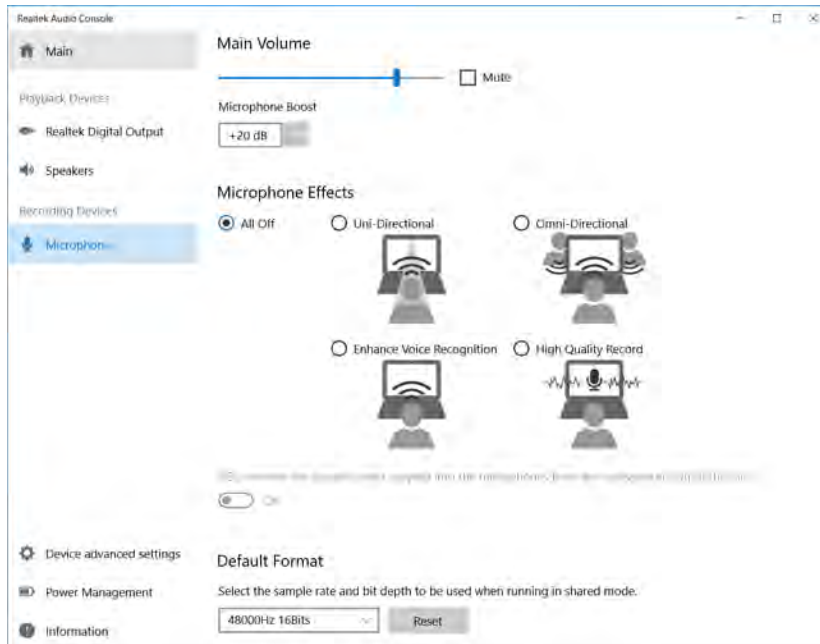 Realtek Audio Console
Main
Playback Devices
Realtek Digital Output
Speakers
Recording Devices
Microphon
Device advanced settings
Power Management
Information
Main Volume
Mute
Microphone Boost
+20 dB
Microphone Effects
All Off
Uni-Directional
Omni-Directional
Enhance Voice Recognition
High Quality Record
Default Format
Select the sample rate and bit depth to be used when running in shared mode.
48000Hz 16Bits
Reset